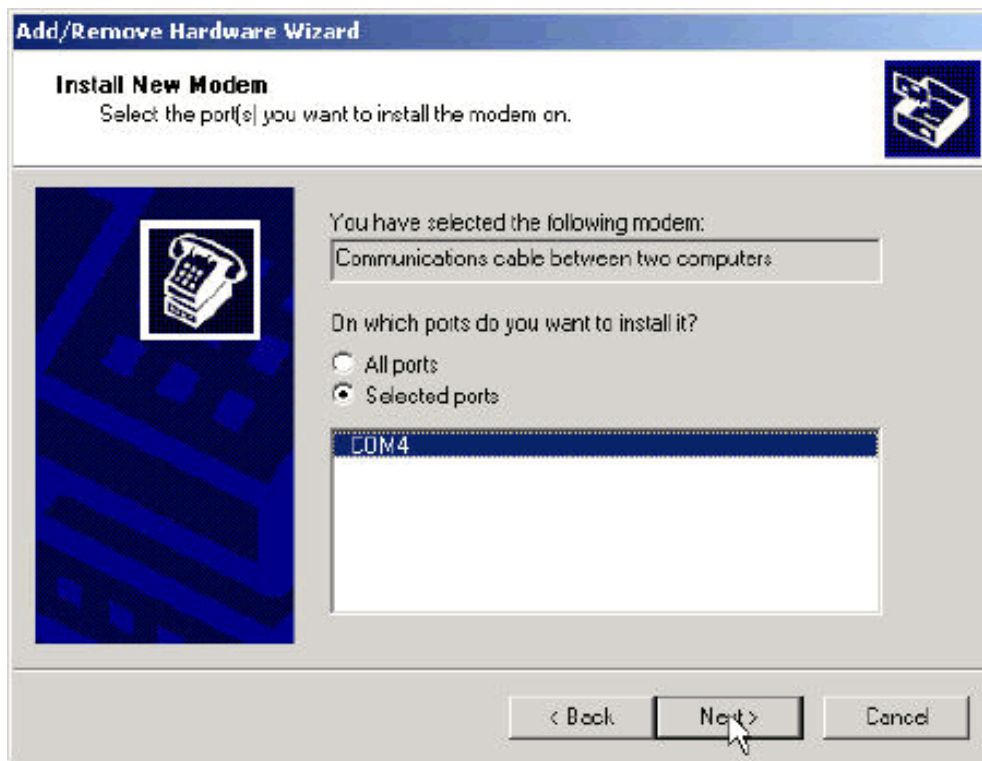 Add/Remove Hardware Wizard
Install New Modem
Select the port(s) you want to install the modem on.
You have selected the following modem:
Communications cable between two computers
On which ports do you want to install it?
All ports
Selected ports
COM4
< Back Next > Cancel